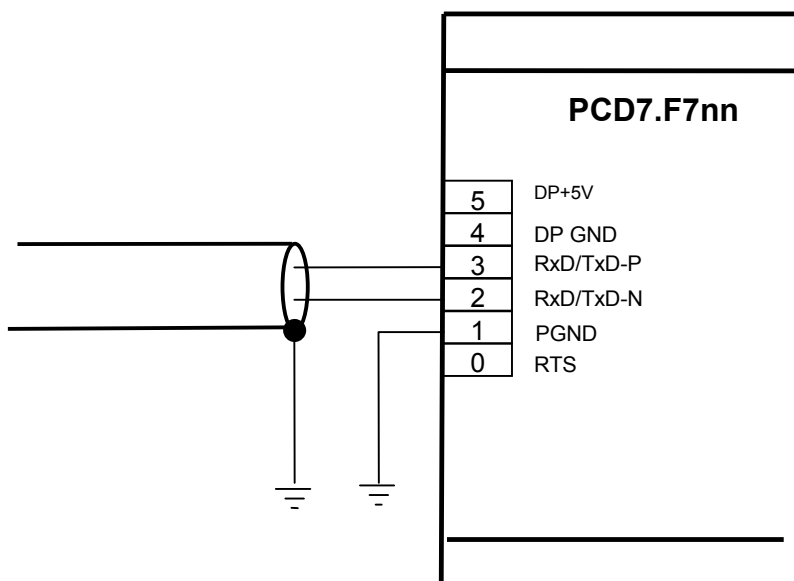 PCD7.F7nn
5 DP+5V
4 DP GND
3 RxD/TxD-P
2 RxD/TxD-N
1 PGND
0 RTS